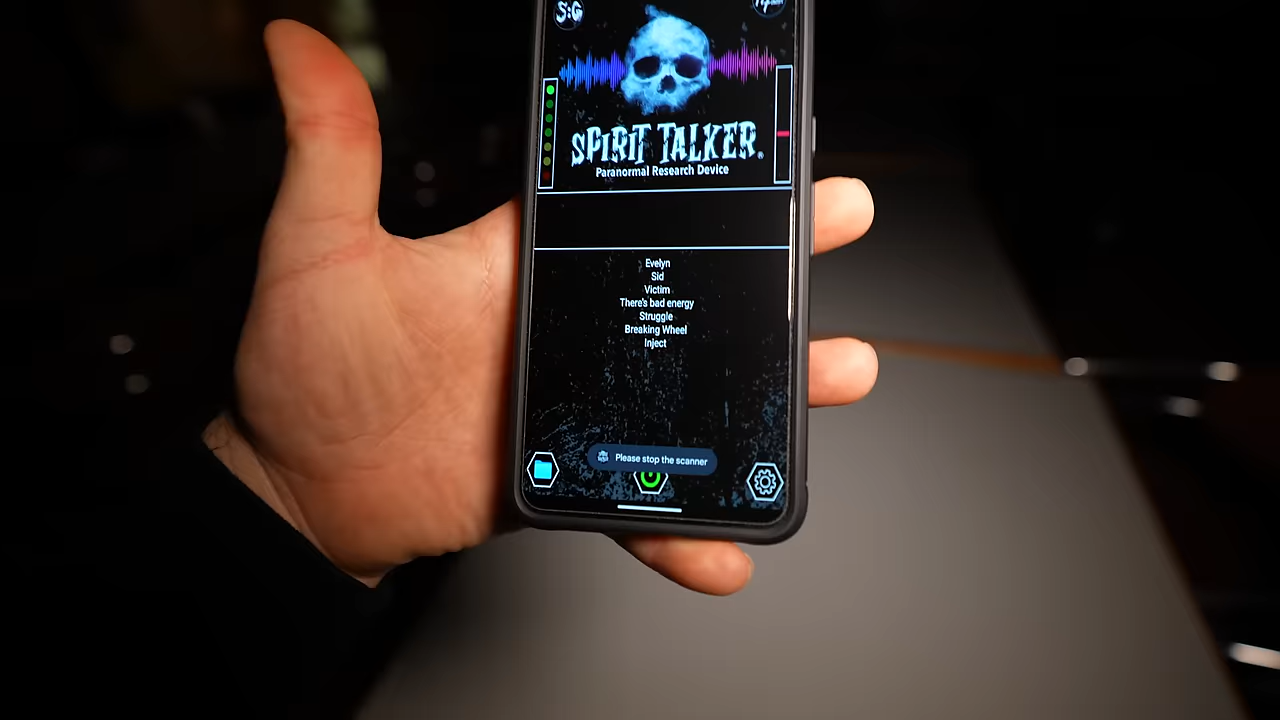 S:G
SPIRIT TALKER®
Paranormal Research Device
Evelyn
Sid
Victim
There's bad energy
Struggle
Breaking Wheel
Inject
Please stop the scanner